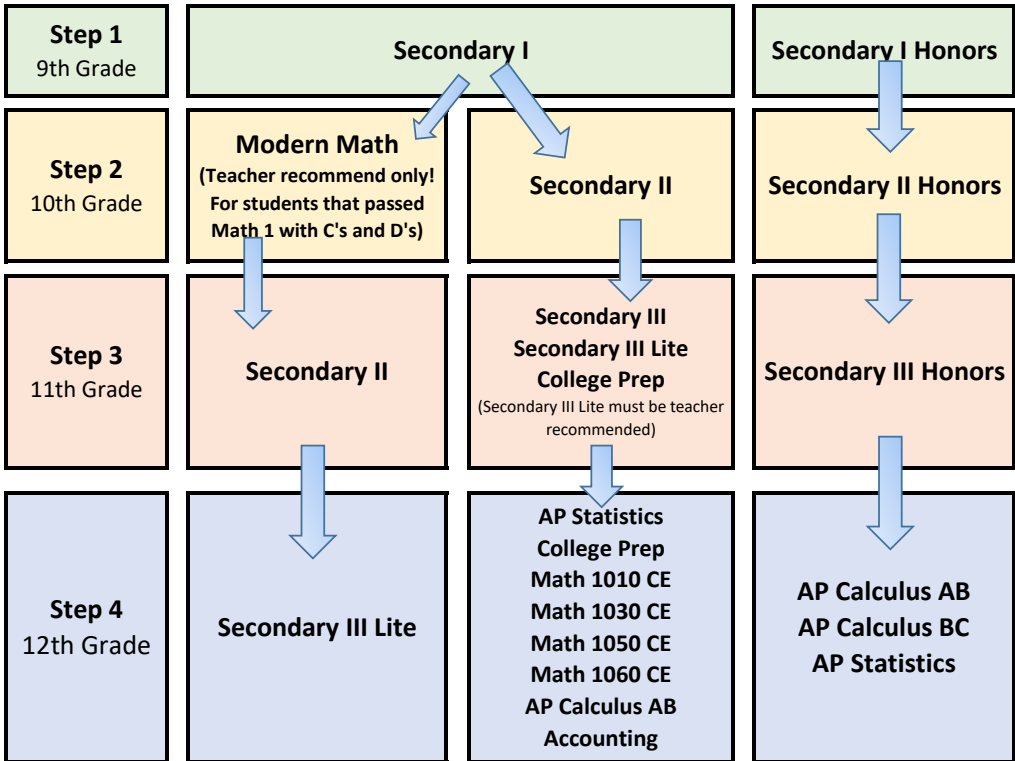 Step 1
9th Grade
Secondary I
Secondary I Honors
Step 2
10th Grade
Modern Math
(Teacher recommend only!
For students that passed
Math 1 with C's and D's)
Secondary II
Secondary II Honors
Step 3
11th Grade
Secondary II
Secondary III
Secondary III Lite
College Prep
(Secondary III Lite must be teacher
recommended)
Secondary III Honors
Step 4
12th Grade
Secondary III Lite
AP Statistics
College Prep
Math 1010 CE
Math 1030 CE
Math 1050 CE
Math 1060 CE
AP Calculus AB
Accounting
AP Calculus AB
AP Calculus BC
AP Statistics